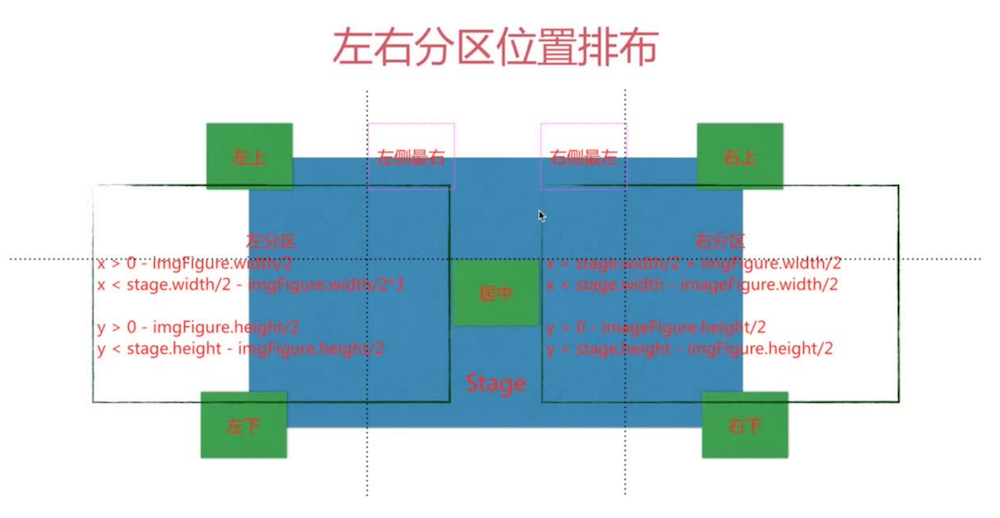 左右分区位置排布
左上
左侧最右
右侧最左
右上
左分区
x > 0 - imgFigure.width/2
x < stage.width/2 - imgFigure.width/2*3
y > 0 - imgFigure.height/2
y < stage.height - imgFigure.height/2
居中
右分区
x > stage.width/2 + imgFigure.width/2
x < stage.width - imageFigure.width/2
y > 0 - imageFigure.height/2
y < stage.height - imgFigure.height/2
Stage
左下
右下